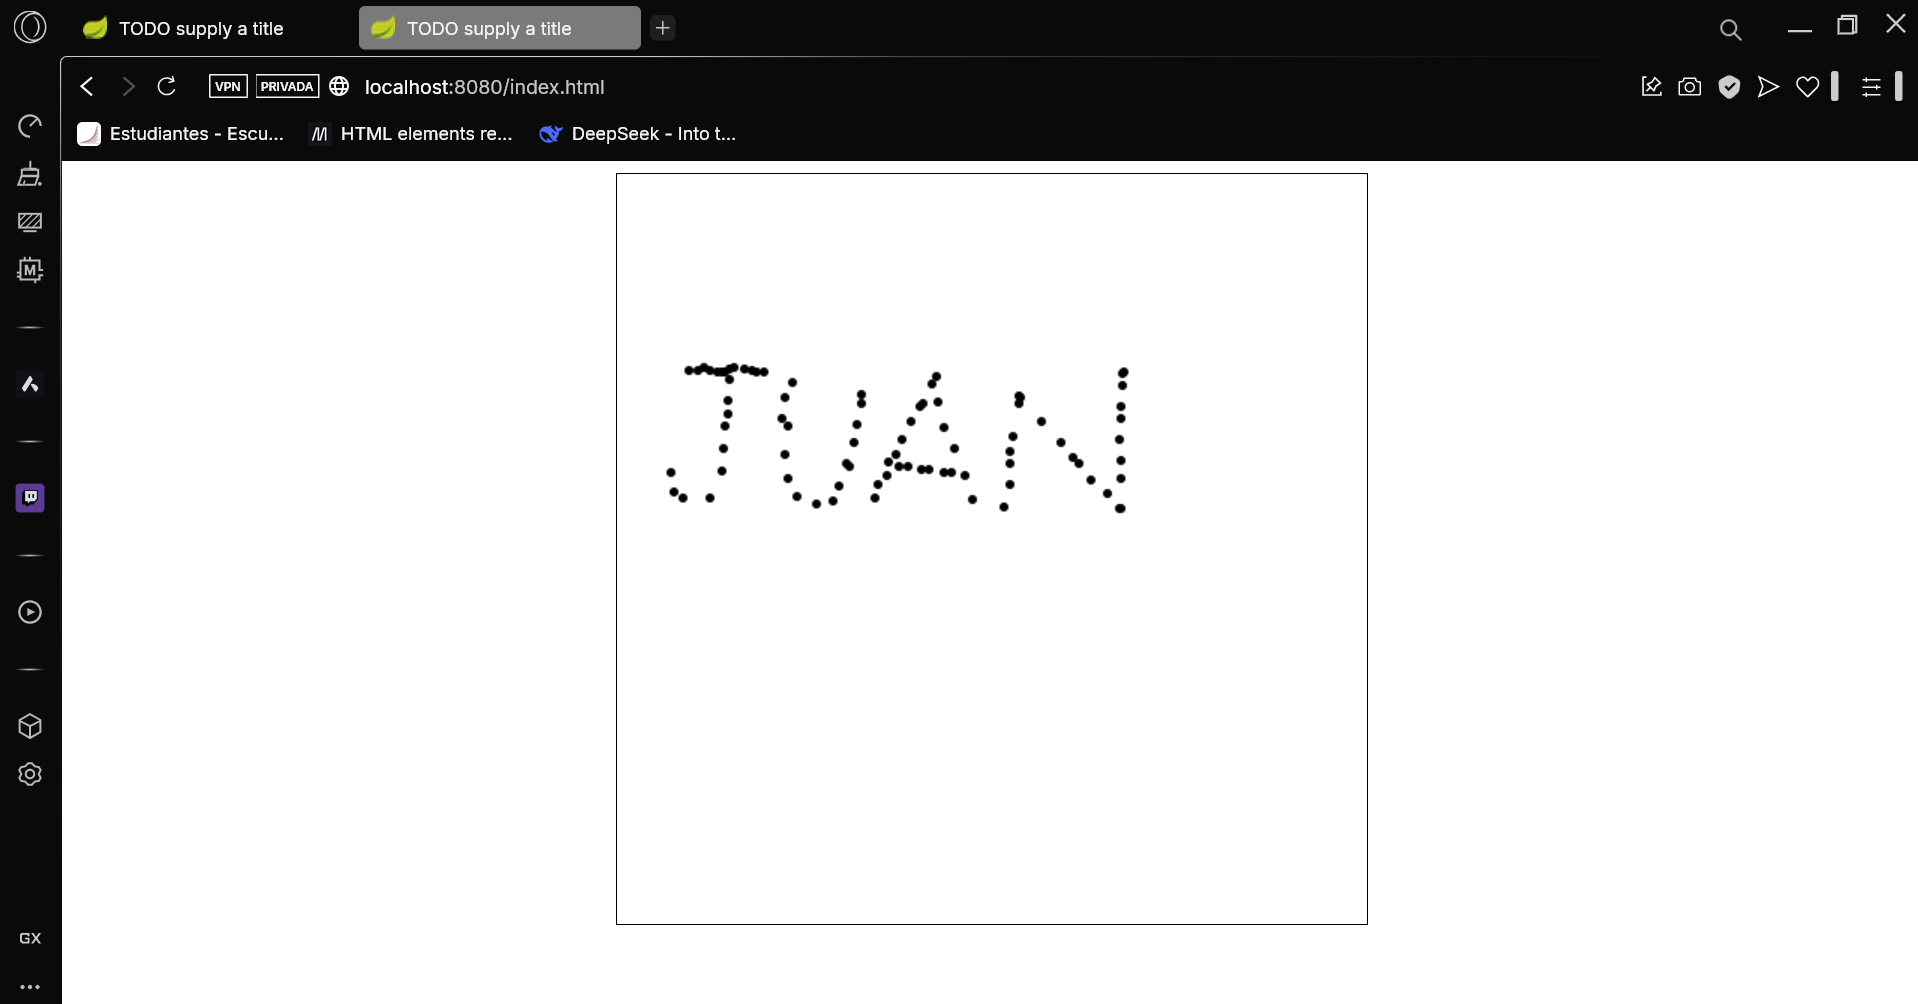 TODO supply a title TODO supply a title
VPN PRIVADA localhost:8080/index.html
Estudiantes - Escu... HTML elements re... DeepSeek - Into t...
M
JUAN
GX